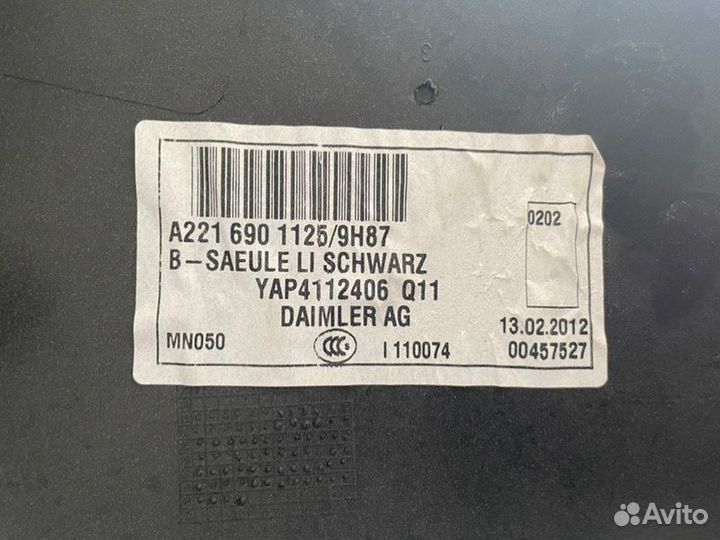 A221 690 1125/9H87
B-SAEULE LI SCHWARZ
YAP4112406 Q11
DAIMLER AG
0202
13.02.2012
MN050
CCC S
I 110074
00457527
Avito